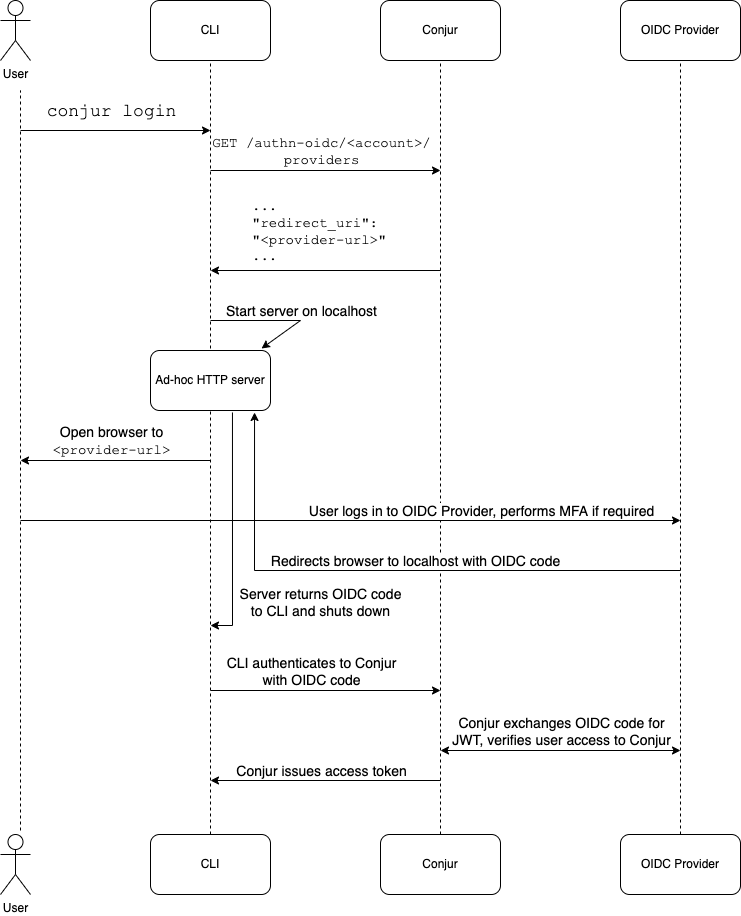 CLI
Conjur
OIDC Provider
User
conjur login
GET /authn-oidc/<account>/
providers
...
"redirect_uri":
"<provider-url>"
...
Start server on localhost
Ad-hoc HTTP server
Open browser to
<provider-url>
User logs in to OIDC Provider, performs MFA if required
Redirects browser to localhost with OIDC code
Server returns OIDC code
to CLI and shuts down
CLI authenticates to Conjur
with OIDC code
Conjur exchanges OIDC code for
JWT, verifies user access to Conjur
Conjur issues access token
CLI
Conjur
OIDC Provider
User